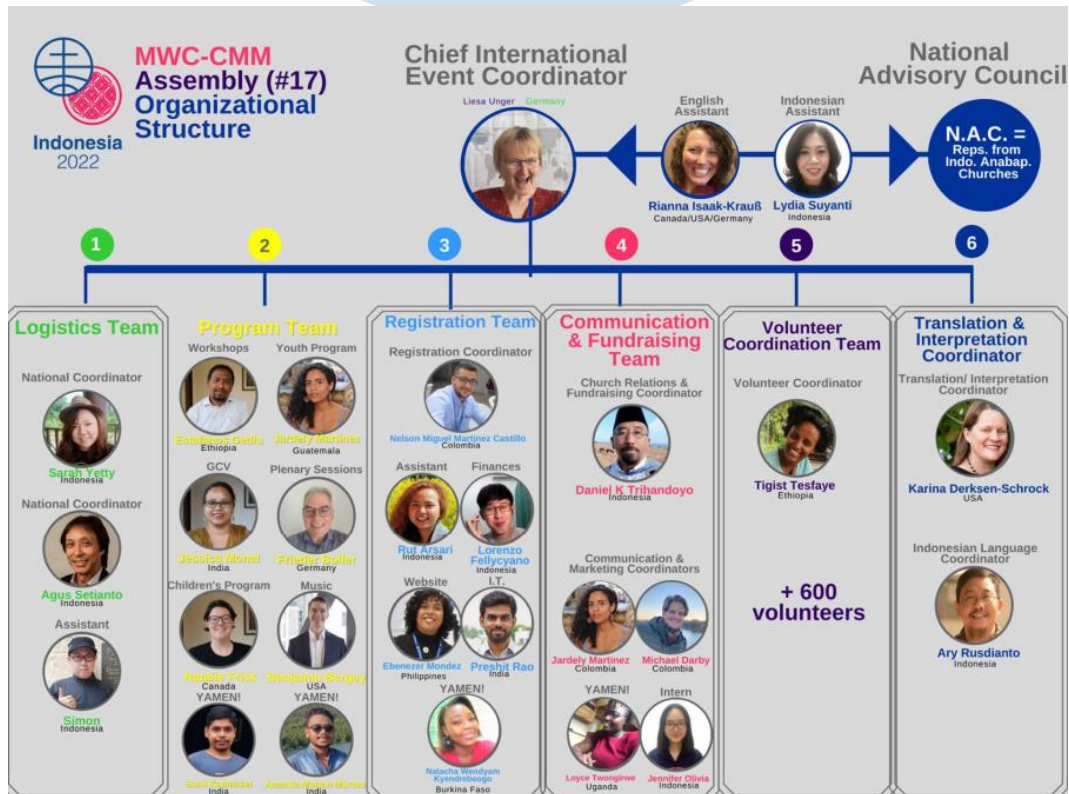 MWC-CMM
Assembly (#17)
Organizational
Structure
Indonesia
2022
Chief International
Event Coordinator
Liesa Unger Germany
English
Assistant
Rianna Isaak-Krauß
Canada/USA/Germany
Indonesian
Assistant
Lydia Suyanti
Indonesia
National
Advisory Council
N.A.C. =
Reps. from
Indo. Anabap.
Churches
1
2
3
4
5
6
Logistics Team
National Coordinator
Sarah Yetty
Indonesia
National Coordinator
Agus Setianto
Indonesia
Assistant
Simon
Indonesia
Program Team
Workshops
Estafanos Gedlu
Ethiopia
Youth Program
Jardely Martinez
Guatemala
GCV
Jessica Mondal
India
Plenary Sessions
Frieder Boller
Germany
Children's Program
Natalie Frisk
Canada
Music
Benjamin Bergey
USA
YAMEN!
India
YAMEN!
India
Registration Team
Registration Coordinator
Nelson Miguel Martinez Castillo
Colombia
Assistant
Rut Arsari
Indonesia
Finances
Lorenzo
Fellycyano
Indonesia
Website
Ebenezer Mondez
Philippines
I.T.
Preshit Rao
India
YAMEN!
Natacha Wendyam
Kyendrebeogo
Burkina Faso
Communication
& Fundraising
Team
Church Relations &
Fundraising Coordinator
Daniel K Trihandoyo
Indonesia
Communication &
Marketing Coordinators
Jardely Martinez
Colombia
Michael Darby
Colombia
YAMEN!
Loyce Twongirwe
Uganda
Intern
Jennifer Olivia
Indonesia
Volunteer
Coordination Team
Volunteer Coordinator
Tigist Tesfaye
Ethiopia
+ 600
volunteers
Translation &
Interpretation
Coordinator
Translation/ Interpretation
Coordinator
Karina Derksen-Schrock
USA
Indonesian Language
Coordinator
Ary Rusdianto
Indonesia